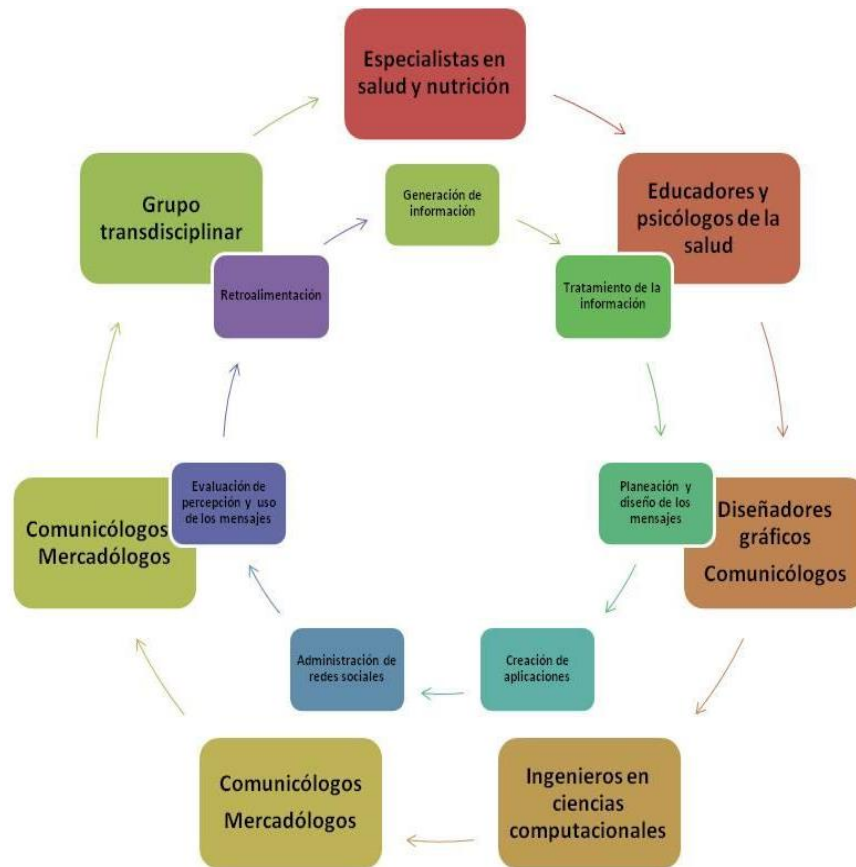 Especialistas en
salud y nutrición
Grupo
transdisciplinar
Generación de
información
Educadores y
psicólogos de la
salud
Retroalimentación
Tratamiento de la
información
Comunicólogos
Mercadólogos
Evaluación de
percepción y uso
de los mensajes
Planeación y
diseño de los
mensajes
Diseñadores
gráficos
Comunicólogos
Administración de
redes sociales
Creación de
aplicaciones
Comunicólogos
Mercadólogos
Ingenieros en
ciencias
computacionales